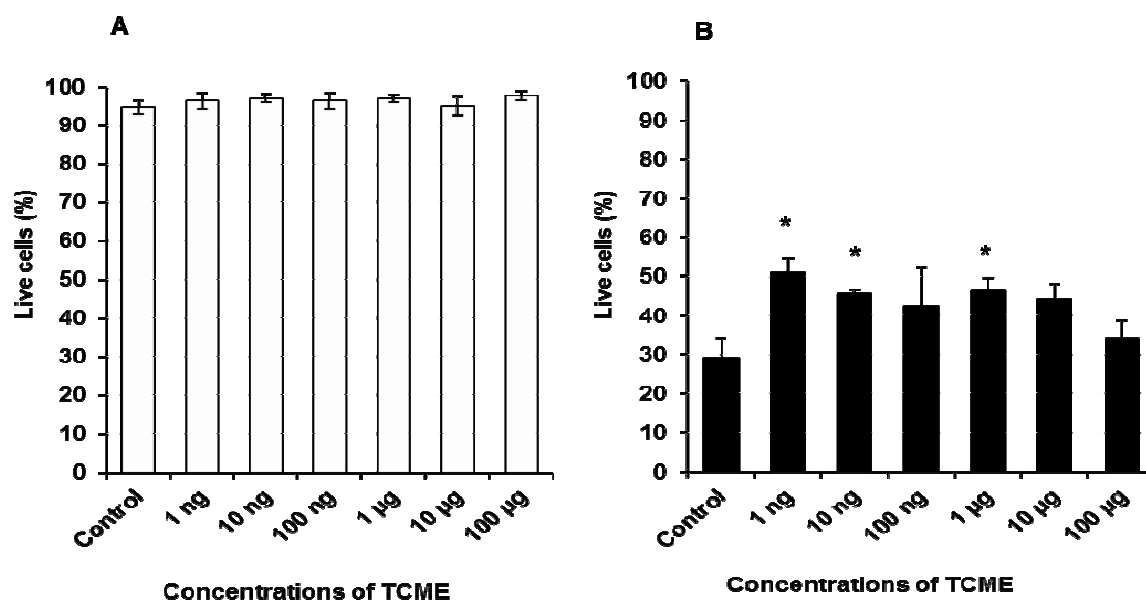 A
Live cells (%)
100
90
80
70
60
50
40
30
20
10
0
Control
1 ng
10 ng
100 ng
1 µg
10 µg
100 µg
Concentrations of TCME
B
Live cells (%)
100
90
80
70
60
50
40
30
20
10
0
*
*
*
Control
1 ng
10 ng
100 ng
1 µg
10 µg
100 µg
Concentrations of TCME